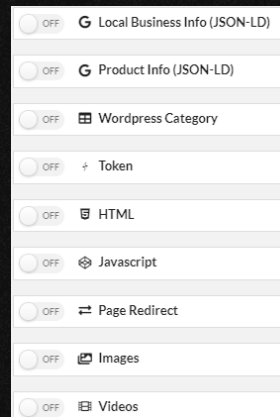 OFF Local Business Info (JSON-LD)
OFF Product Info (JSON-LD)
OFF Wordpress Category
OFF Token
OFF HTML
OFF Javascript
OFF Page Redirect
OFF Images
OFF Videos